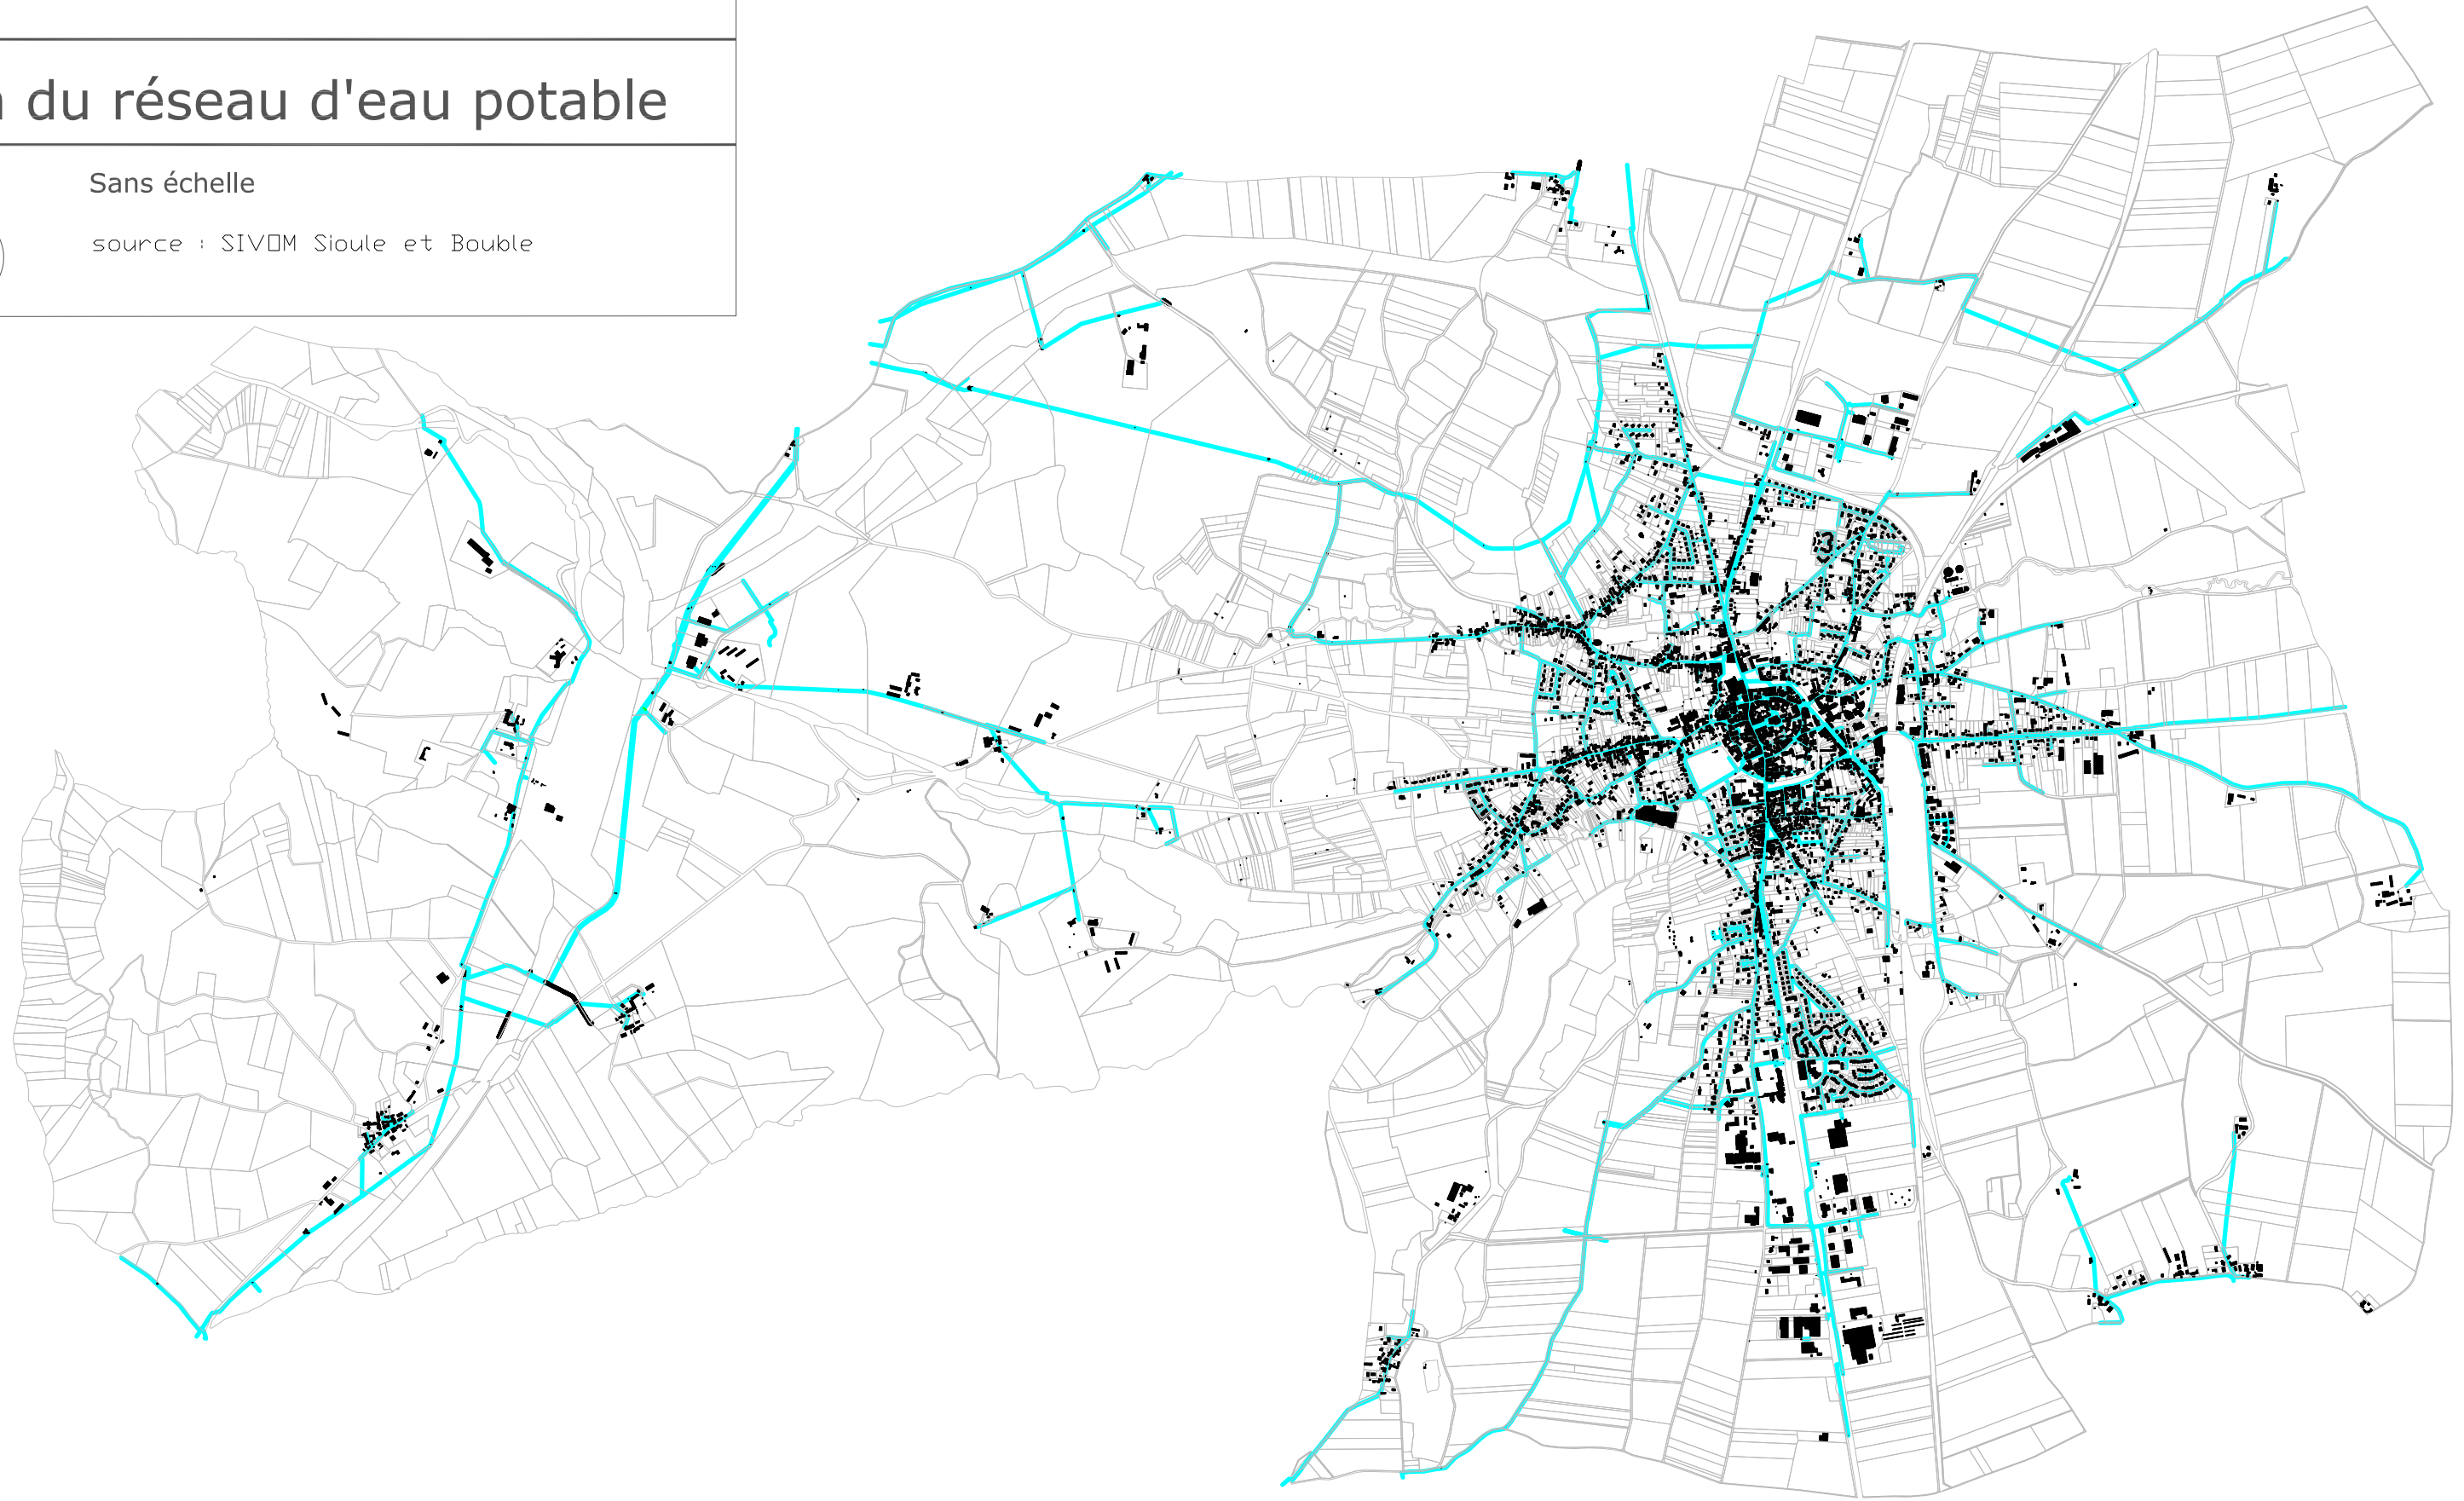 du réseau d'eau potable
Sans échelle
source : SIVOM Sioule et Bouble